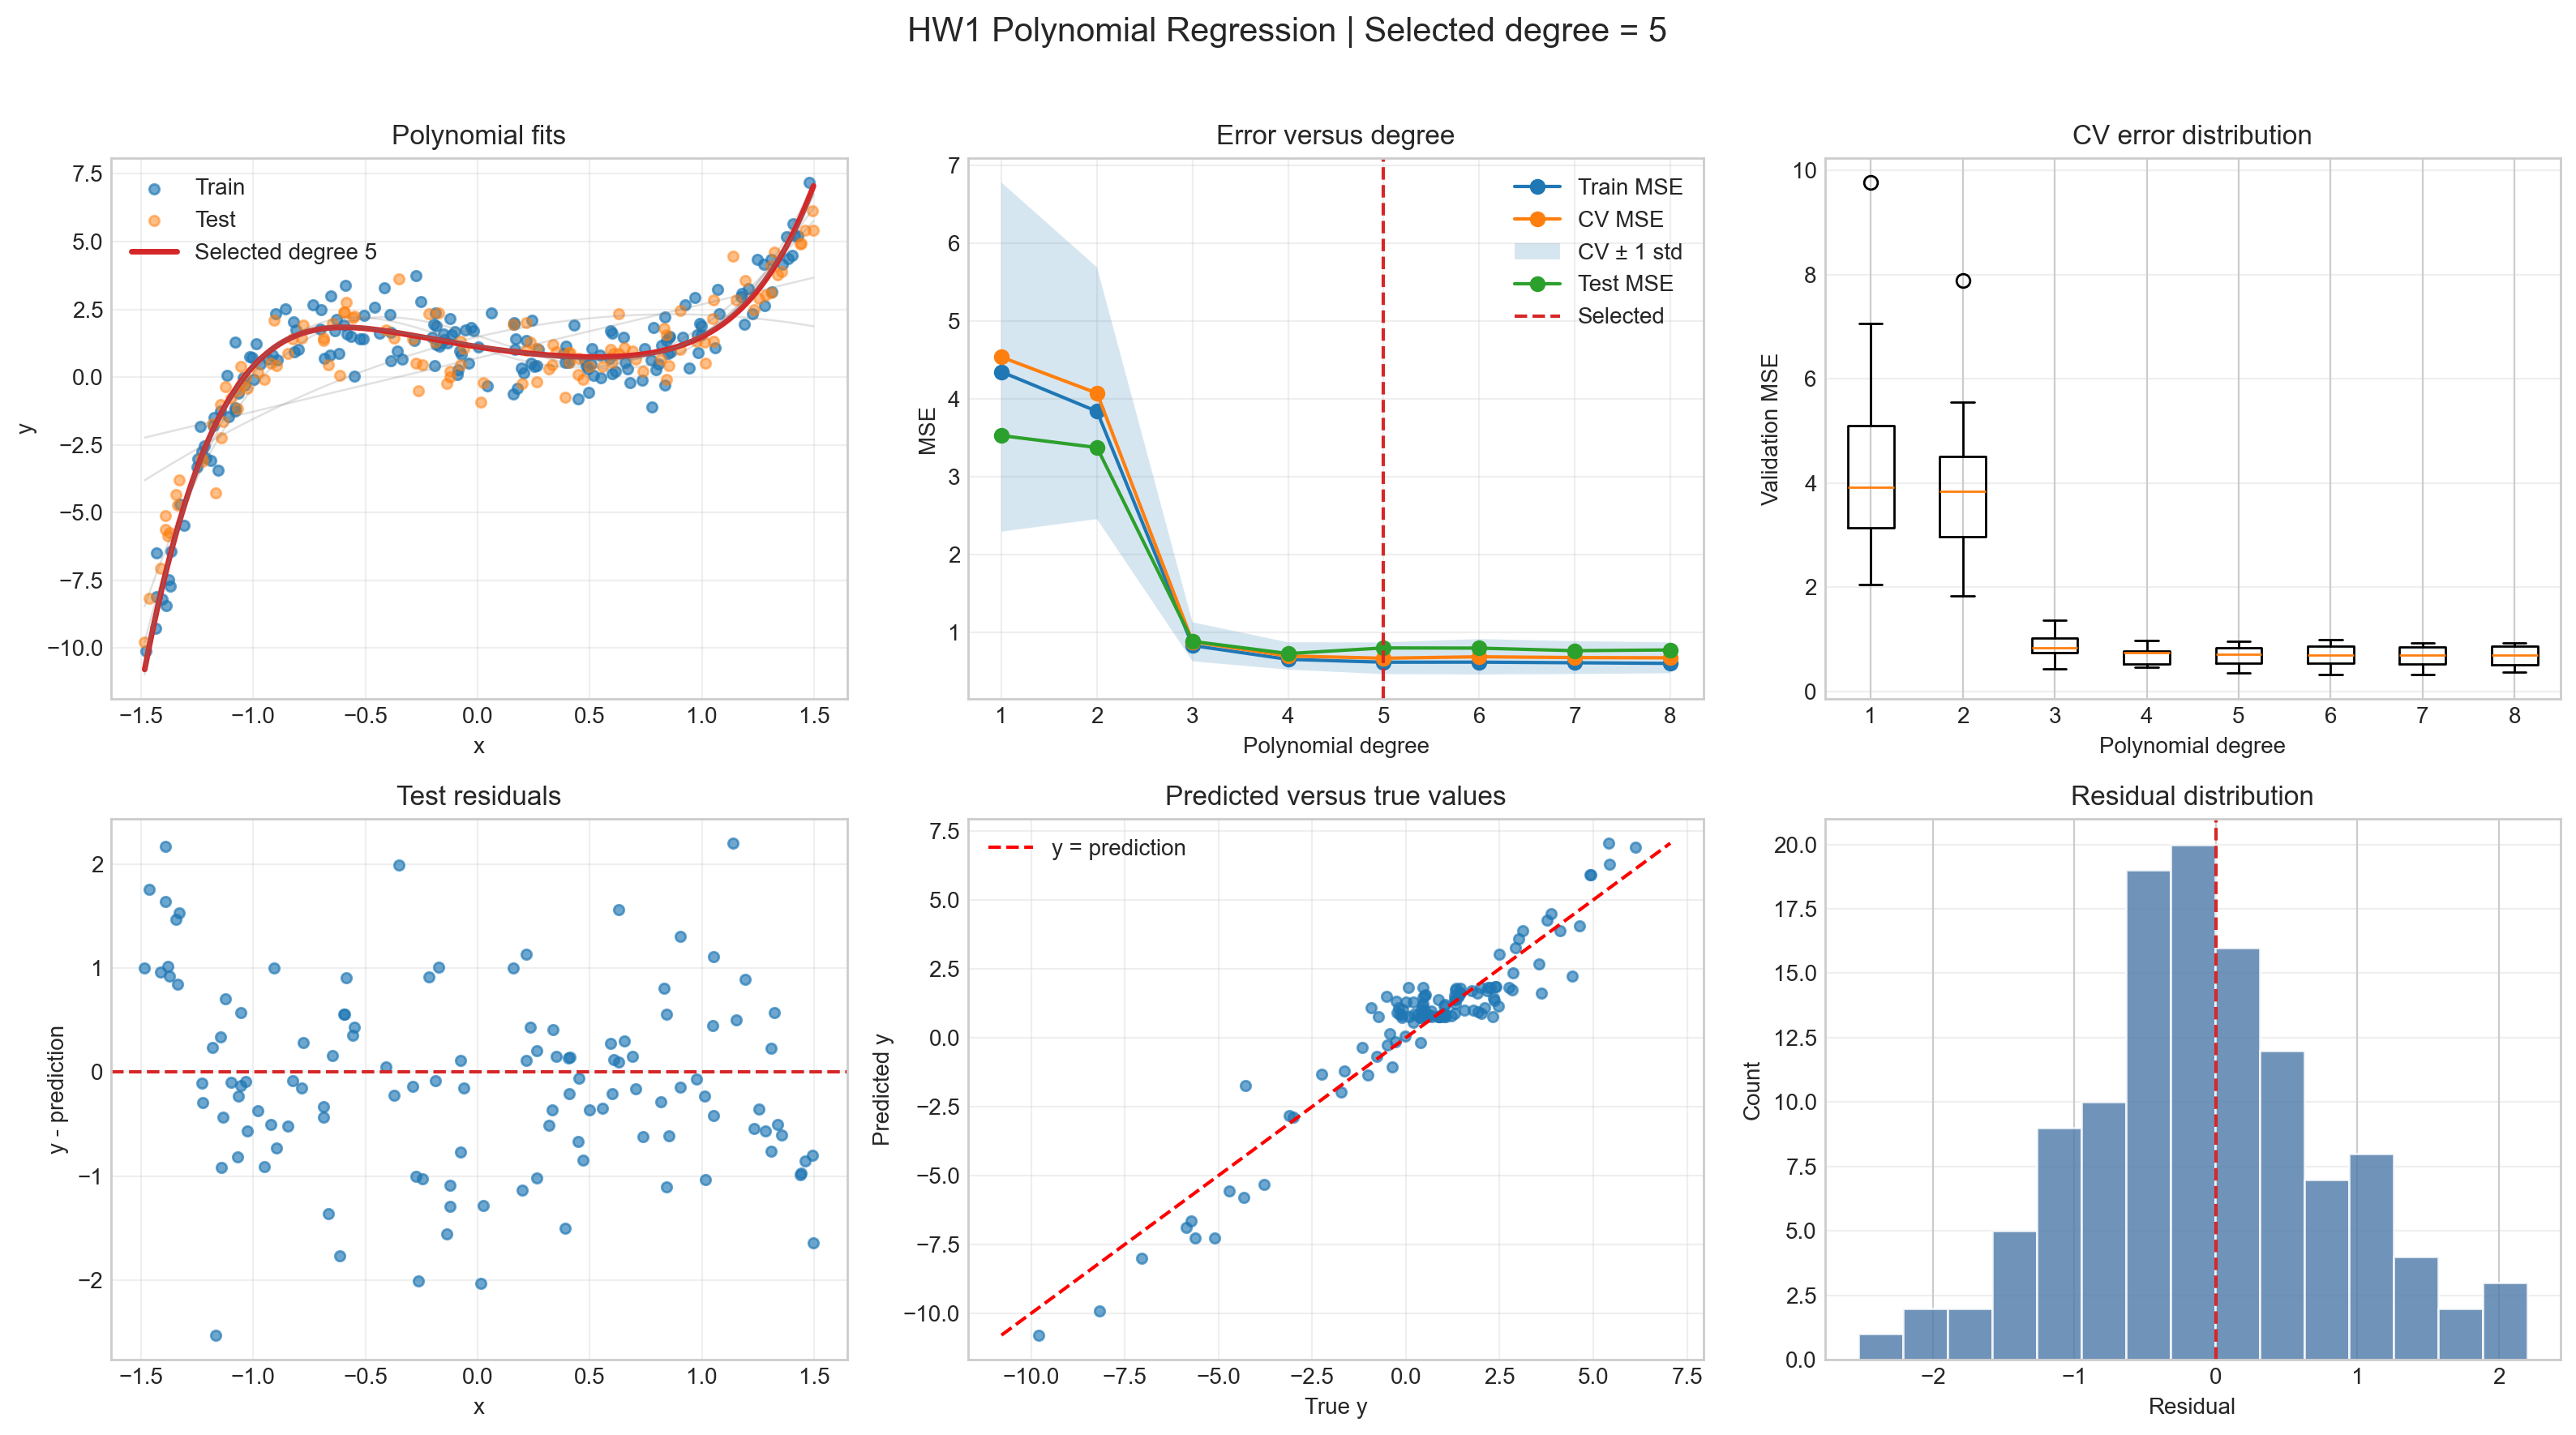 HW1 Polynomial Regression | Selected degree = 5
Polynomial fits
7.5
5.0
2.5
0.0
−2.5
−5.0
−7.5
−10.0
y
Train
Test
Selected degree 5
−1.5 −1.0 −0.5 0.0 0.5 1.0 1.5
x
Error versus degree
7
6
5
4
3
2
1
MSE
Train MSE
CV MSE
CV ± 1 std
Test MSE
Selected
1 2 3 4 5 6 7 8
Polynomial degree
CV error distribution
10
8
6
4
2
0
Validation MSE
1 2 3 4 5 6 7 8
Polynomial degree
Test residuals
2
1
0
−1
−2
y - prediction
−1.5 −1.0 −0.5 0.0 0.5 1.0 1.5
x
Predicted versus true values
7.5
5.0
2.5
0.0
−2.5
−5.0
−7.5
−10.0
Predicted y
y = prediction
−10.0 −7.5 −5.0 −2.5 0.0 2.5 5.0 7.5
True y
Residual distribution
20.0
17.5
15.0
12.5
10.0
7.5
5.0
2.5
0.0
Count
−2 −1 0 1 2
Residual